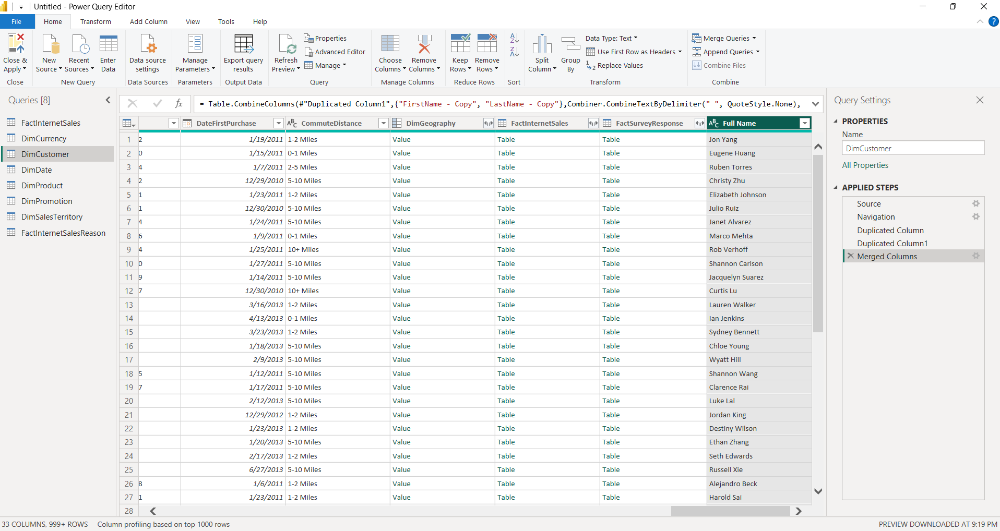 Untitled - Power Query Editor
File Home Transform Add Column View Tools Help
Close & Apply
New Source
Recent Sources
Enter Data
Data source settings
Manage Parameters
Export query results
Refresh Preview
Properties
Advanced Editor
Manage
Choose Columns
Remove Columns
Keep Rows
Remove Rows
Split Column
Group By
Data Type: Text
Use First Row as Headers
Replace Values
Merge Queries
Append Queries
Combine Files
Close New Query Data Sources Parameters Output Data Query Manage Columns Reduce Rows Sort Transform Combine
Queries [8]
FactInternetSales
DimCurrency
DimCustomer
DimDate
DimProduct
DimPromotion
DimSalesTerritory
FactInternetSalesReason
fx = Table.CombineColumns(#"Duplicated Column1",{"FirstName - Copy", "LastName - Copy"},Combiner.CombineTextByDelimiter(" ", QuoteStyle.None),
DateFirstPurchase ABC CommuteDistance DimGeography FactInternetSales FactSurveyResponse ABC Full Name
1 2 1/19/2011 1-2 Miles Value Table Table Jon Yang
2 0 1/15/2011 0-1 Miles Value Table Table Eugene Huang
3 4 1/7/2011 2-5 Miles Value Table Table Ruben Torres
4 2 12/29/2010 5-10 Miles Value Table Table Christy Zhu
5 1 1/23/2011 1-2 Miles Value Table Table Elizabeth Johnson
6 1 12/30/2010 5-10 Miles Value Table Table Julio Ruiz
7 4 1/24/2011 5-10 Miles Value Table Table Janet Alvarez
8 6 1/9/2011 0-1 Miles Value Table Table Marco Mehta
9 4 1/25/2011 10+ Miles Value Table Table Rob Verhoff
10 0 1/27/2011 5-10 Miles Value Table Table Shannon Carlson
11 9 1/14/2011 5-10 Miles Value Table Table Jacquelyn Suarez
12 7 12/30/2010 10+ Miles Value Table Table Curtis Lu
13 3/16/2013 1-2 Miles Value Table Table Lauren Walker
14 4/13/2013 0-1 Miles Value Table Table Ian Jenkins
15 3/23/2013 1-2 Miles Value Table Table Sydney Bennett
16 1/18/2013 5-10 Miles Value Table Table Chloe Young
17 2/9/2013 5-10 Miles Value Table Table Wyatt Hill
18 5 1/12/2011 5-10 Miles Value Table Table Shannon Wang
19 7 1/17/2011 5-10 Miles Value Table Table Clarence Rai
20 2/12/2013 5-10 Miles Value Table Table Luke Lal
21 12/29/2012 1-2 Miles Value Table Table Jordan King
22 1/23/2013 1-2 Miles Value Table Table Destiny Wilson
23 1/20/2013 5-10 Miles Value Table Table Ethan Zhang
24 2/17/2013 1-2 Miles Value Table Table Seth Edwards
25 6/27/2013 5-10 Miles Value Table Table Russell Xie
26 8 1/6/2011 1-2 Miles Value Table Table Alejandro Beck
27 1 1/23/2011 1-2 Miles Value Table Table Harold Sai
28
Query Settings
PROPERTIES
Name
DimCustomer
All Properties
APPLIED STEPS
Source
Navigation
Duplicated Column
Duplicated Column1
Merged Columns
33 COLUMNS, 999+ ROWS Column profiling based on top 1000 rows PREVIEW DOWNLOADED AT 9:19 PM